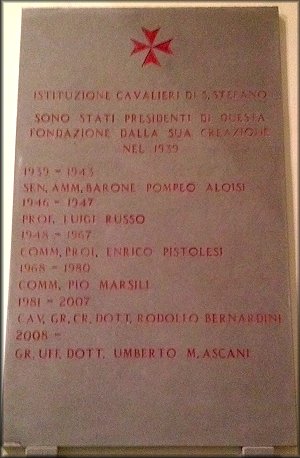 ISTITUZIONE CAVALIERI DI S. STEFANO
SONO STATI PRESIDENTI DI QUESTA
FONDAZIONE DALLA SUA CREAZIONE
NEL 1939
1939 = 1943
SEN. AMM. BARONE POMPEO ALOISI
1946 = 1947
PROF. LUIGI RUSSO
1948 = 1967
COMM. PROF. ENRICO PISTOLESI
1968 = 1980
COMM. PIO MARSILI
1981 = 2007
CAV. GR. CR. DOTT. RODOLFO BERNARDINI
2008 =
GR. UFF. DOTT. UMBERTO M. ASCANI